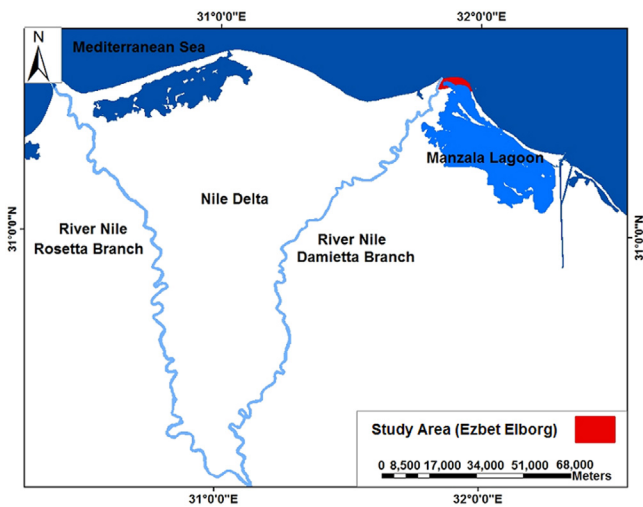 31°0'0"E 32°0'0"E
N
Mediterranean Sea
Manzala Lagoon
Nile Delta
River Nile
Rosetta Branch
River Nile
Damietta Branch
31°0'0"N
31°0'0"N
Study Area (Ezbet Elborg)
0 8,500 17,000 34,000 51,000 68,000
Meters
31°0'0"E 32°0'0"E